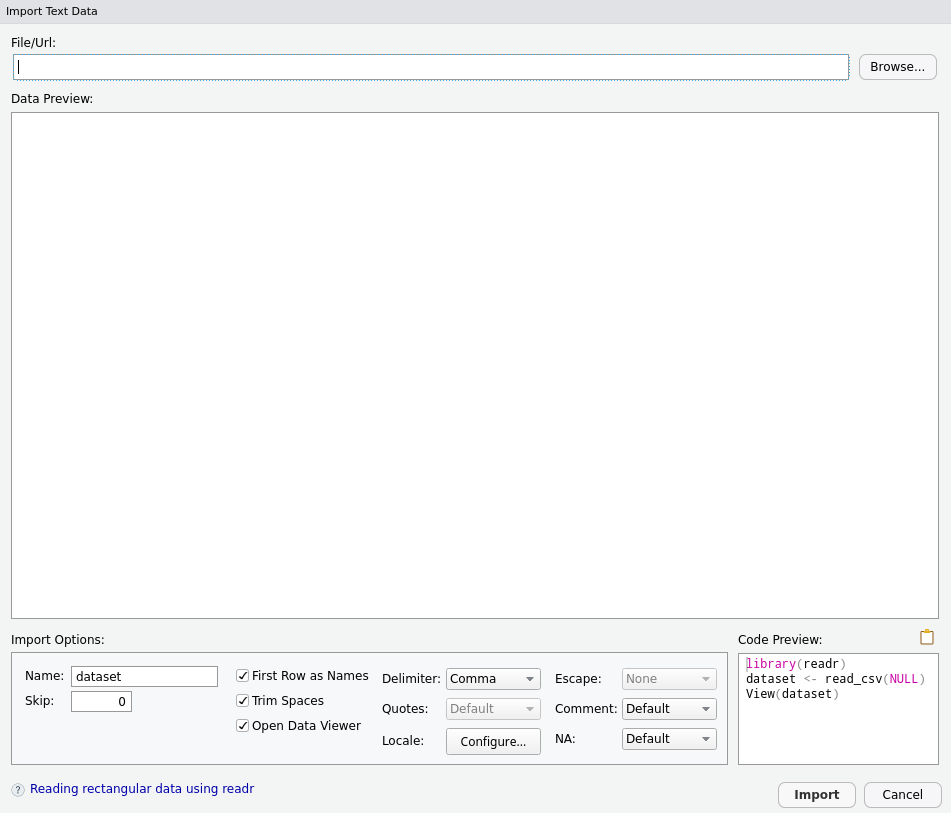 Import Text Data
File/Url:
Browse...
Data Preview:
Import Options:
Name: dataset
Skip: 0
First Row as Names
Trim Spaces
Open Data Viewer
Delimiter: Comma
Quotes: Default
Locale: Configure...
Escape: None
Comment: Default
NA: Default
Code Preview:
library(readr)
dataset <- read_csv(NULL)
View(dataset)
? Reading rectangular data using readr
Import Cancel